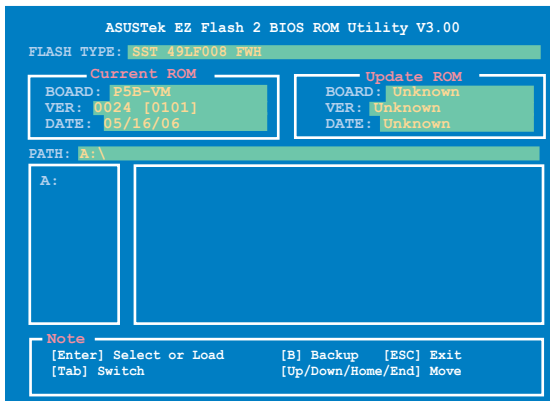 ASUSTek EZ Flash 2 BIOS ROM Utility V3.00
FLASH TYPE: SST 49LF008 FWH
Current ROM
BOARD: P5B-VM
VER: 0024 [0101]
DATE: 05/16/06
Update ROM
BOARD: Unknown
VER: Unknown
DATE: Unknown
PATH: A:\
A:
Note
[Enter] Select or Load [B] Backup [ESC] Exit
[Tab] Switch [Up/Down/Home/End] Move